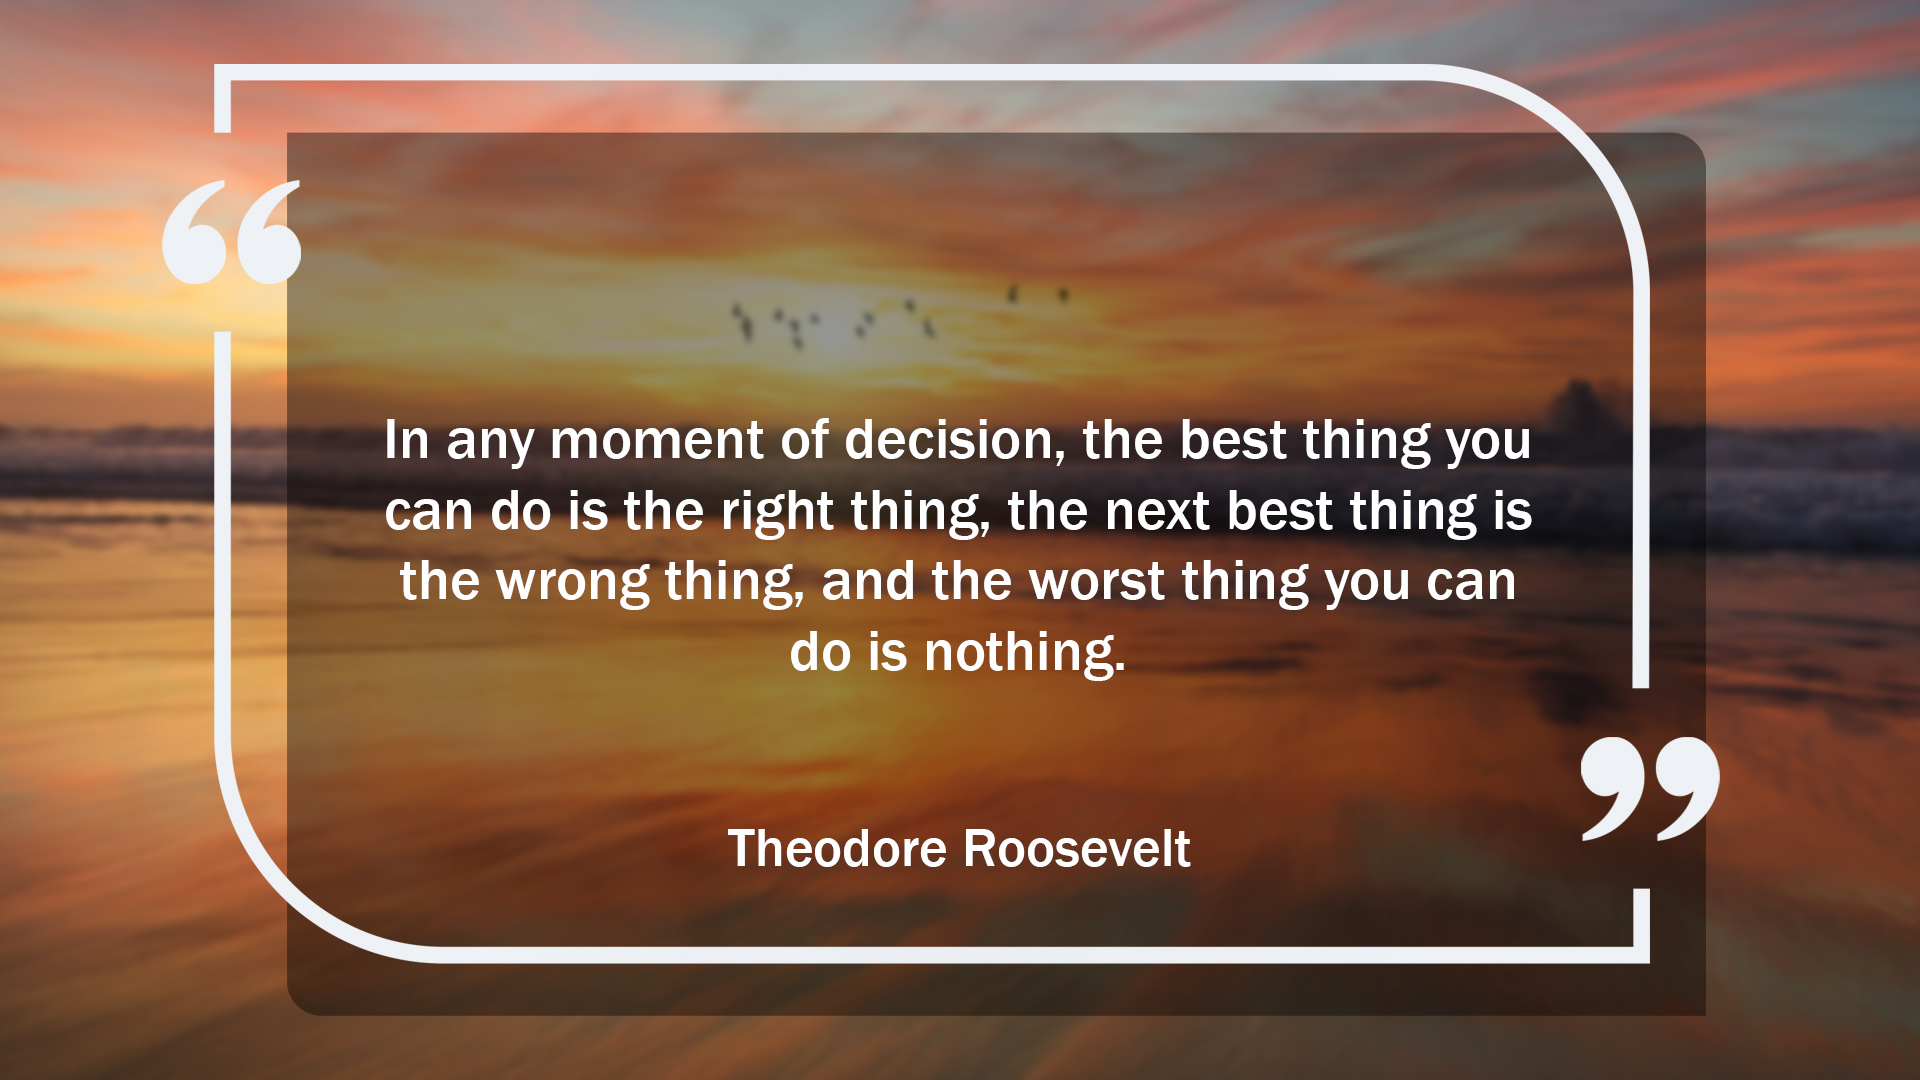 “
In any moment of decision, the best thing you
can do is the right thing, the next best thing is
the wrong thing, and the worst thing you can
do is nothing.
”
Theodore Roosevelt